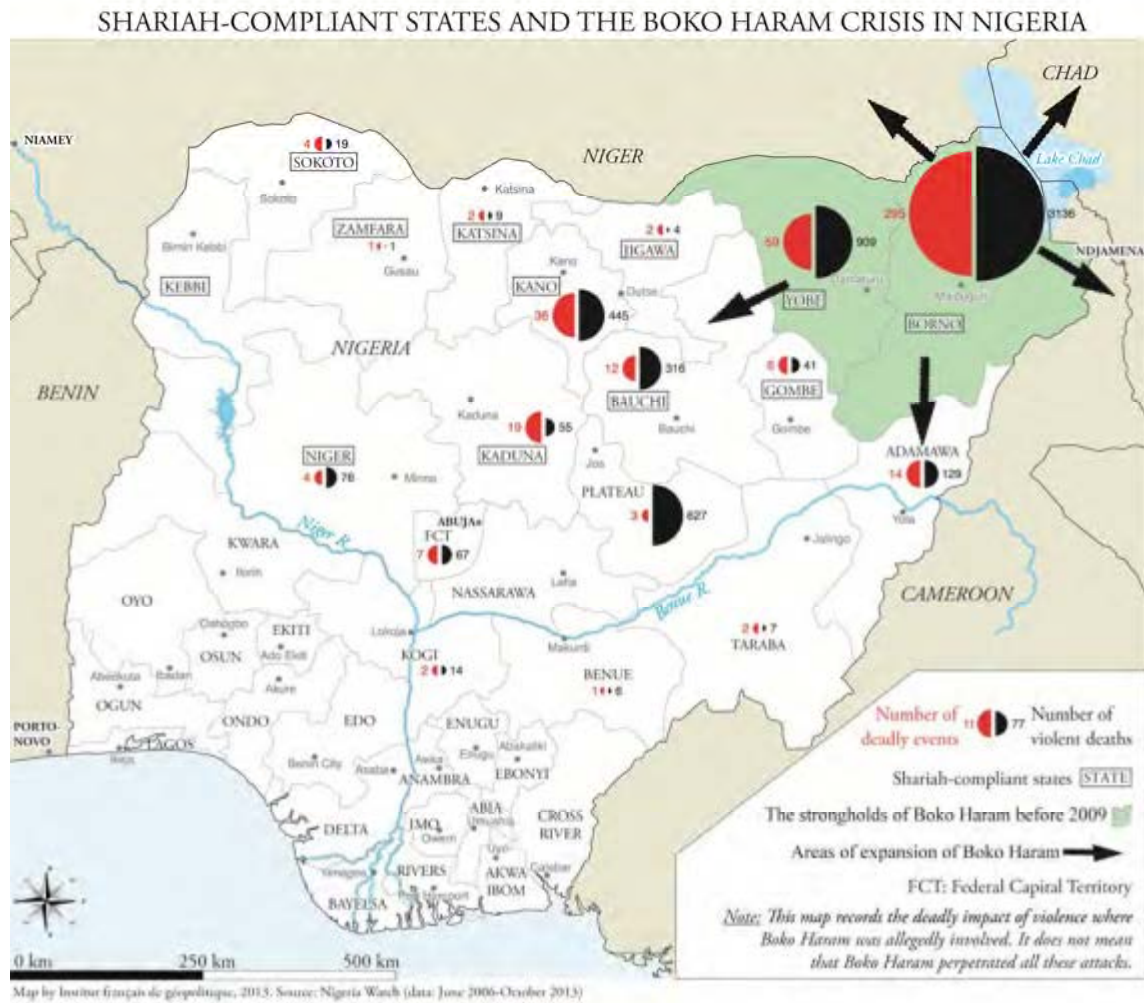 SHARIAH-COMPLIANT STATES AND THE BOKO HARAM CRISIS IN NIGERIA
CHAD
NIAMEY
4 19
SOKOTO
Sokoto
NIGER
Lake Chad
Katsina
2 9
KATSINA
ZAMFARA
1 1
Gusau
2 4
JIGAWA
295 3136
59 909
NDJAMENA
Birnin Kebbi
KEBBI
Kano
KANO
Dutse
Damaturu
YOBE
Maiduguri
BORNO
36 445
NIGERIA
BENIN
12 316
BAUCHI
Bauchi
6 41
GOMBE
Gombe
Kaduna
19 55
KADUNA
NIGER
4 76
Minna
Jos
PLATEAU
3 627
ADAMAWA
14 129
Yola
ABUJA
FCT
7 67
Niger R.
KWARA
Ilorin
NASSARAWA
Lafia
Benue R.
Jalingo
CAMEROON
OYO
Oshogbo
OSUN
EKITI
Ado Ekiti
Lokoja
KOGI
2 14
Makurdi
BENUE
1 6
2 7
TARABA
Abeokuta
Ibadan
OGUN
Akure
ONDO
EDO
ENUGU
Enugu
Abakaliki
EBONYI
PORTO-
NOVO
LAGOS
Ikeja
Benin City
Asaba
Awka
ANAMBRA
ABIA
Umuahia
IMO
Owerri
CROSS
RIVER
DELTA
Uyo
AKWA
IBOM
Calabar
Yenagoa
RIVERS
BAYELSA
Number of
deadly events
11 77
Number of
violent deaths
Shariah-compliant states STATE
The strongholds of Boko Haram before 2009
Areas of expansion of Boko Haram
FCT: Federal Capital Territory
Note: This map records the deadly impact of violence where
Boko Haram was allegedly involved. It does not mean
that Boko Haram perpetrated all these attacks.
0 km 250 km 500 km
Map by Institut français de géopolitique, 2013. Source: Nigeria Watch (data: June 2006-October 2013)